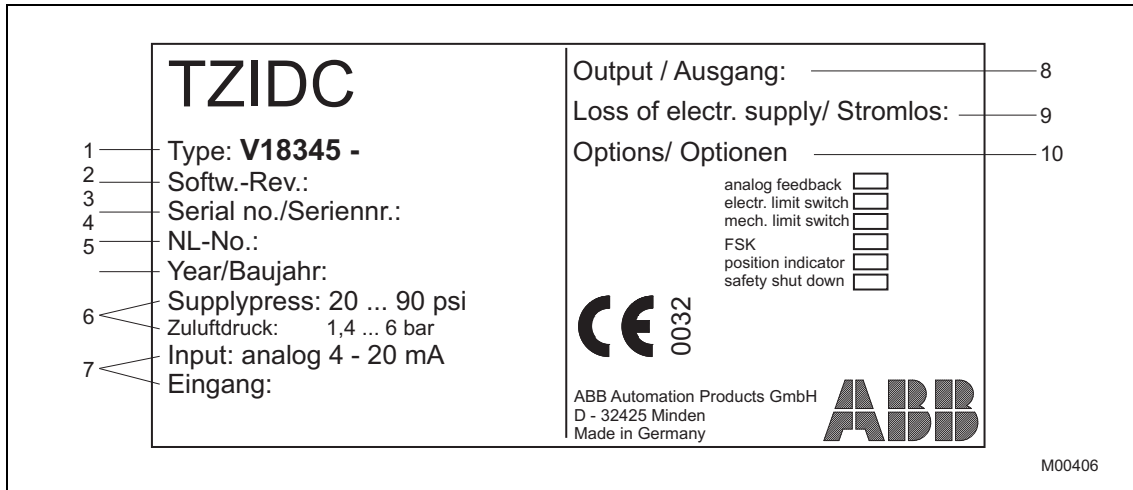 TZIDC
1 Type: V18345 -
2 Softw.-Rev.:
3 Serial no./Seriennr.:
4 NL-No.:
5 Year/Baujahr:
6 Supplypress: 20 ... 90 psi
Zuluftdruck: 1,4 ... 6 bar
7 Input: analog 4 - 20 mA
Eingang:
Output / Ausgang: 8
Loss of electr. supply/ Stromlos: 9
Options/ Optionen 10
analog feedback
electr. limit switch
mech. limit switch
FSK
position indicator
safety shut down
CE 0032
ABB Automation Products GmbH
D - 32425 Minden
Made in Germany
ABB
M00406